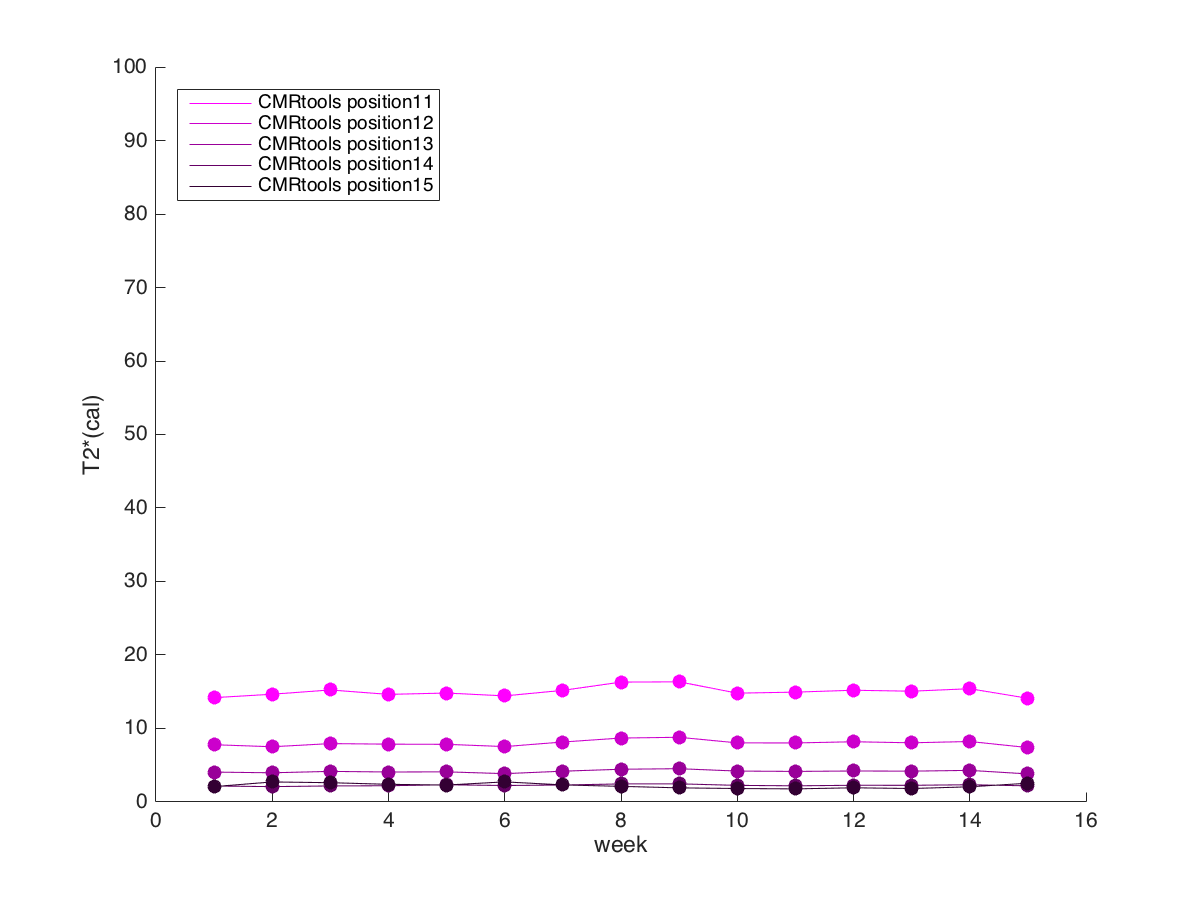 100
90
80
70
60
50
40
30
20
10
0
T2*(cal)
CMRtools position11
CMRtools position12
CMRtools position13
CMRtools position14
CMRtools position15
0 2 4 6 8 10 12 14 16
week